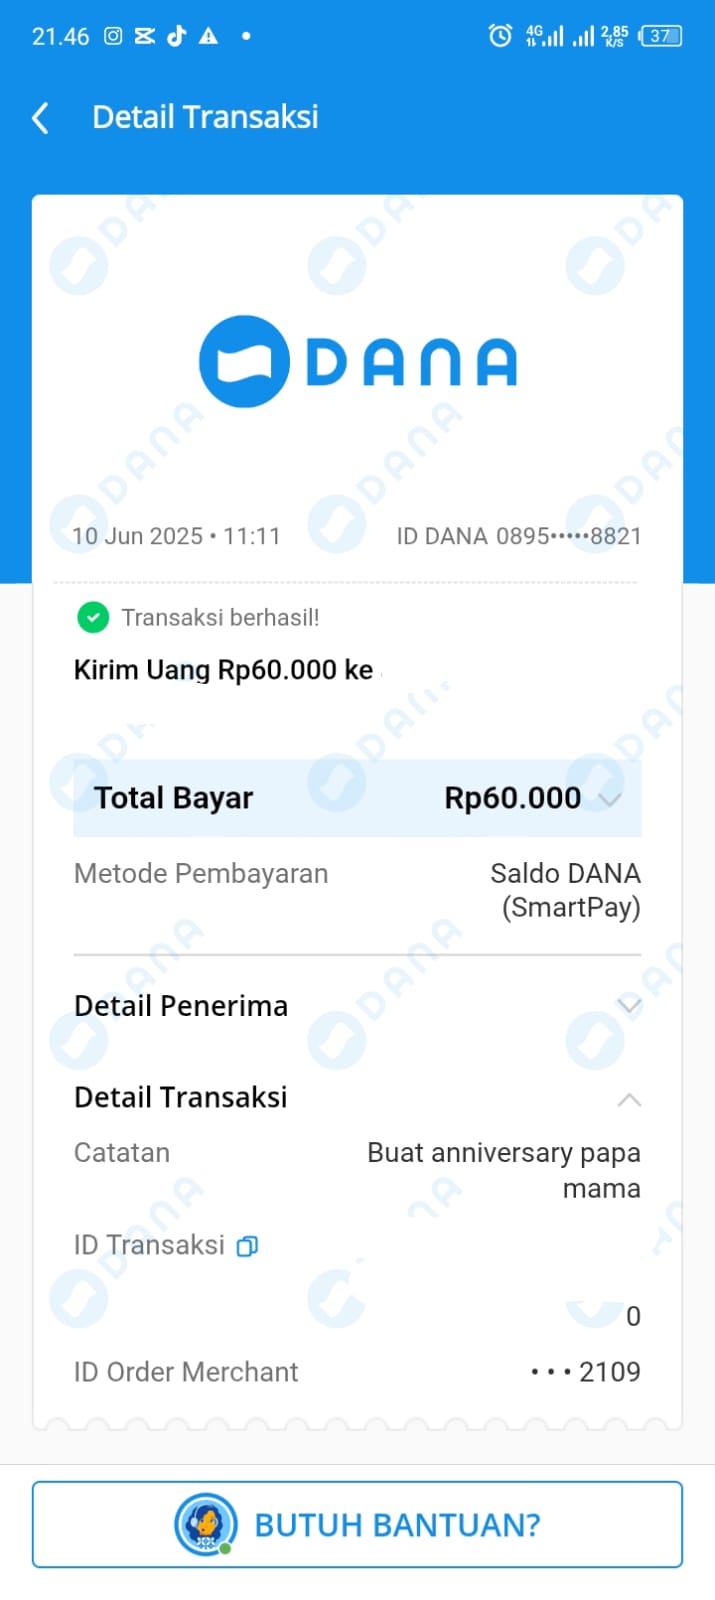 21.46
4G
2,85
K/S
37
Detail Transaksi
DANA
10 Jun 2025 • 11:11
ID DANA 0895•••••8821
Transaksi berhasil!
Kirim Uang Rp60.000 ke
Total Bayar
Rp60.000
Metode Pembayaran
Saldo DANA
(SmartPay)
Detail Penerima
Detail Transaksi
Catatan
Buat anniversary papa
mama
ID Transaksi
0
ID Order Merchant
• • • 2109
BUTUH BANTUAN?